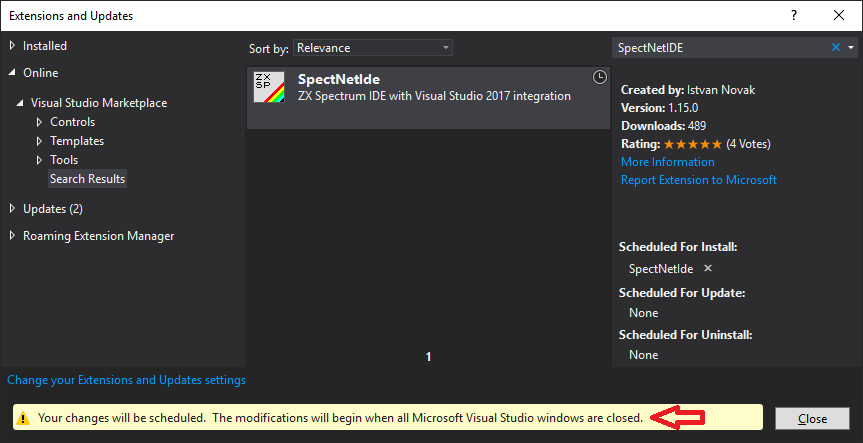 Extensions and Updates
Installed
Online
Visual Studio Marketplace
Controls
Templates
Tools
Search Results
Updates (2)
Roaming Extension Manager
Sort by: Relevance
ZX
SP
SpectNetIde
ZX Spectrum IDE with Visual Studio 2017 integration
1
SpectNetIDE
Created by: Istvan Novak
Version: 1.15.0
Downloads: 489
Rating: ★★★★★ (4 Votes)
More Information
Report Extension to Microsoft
Scheduled For Install:
SpectNetIde
Scheduled For Update:
None
Scheduled For Uninstall:
None
Change your Extensions and Updates settings
Your changes will be scheduled. The modifications will begin when all Microsoft Visual Studio windows are closed.
Close